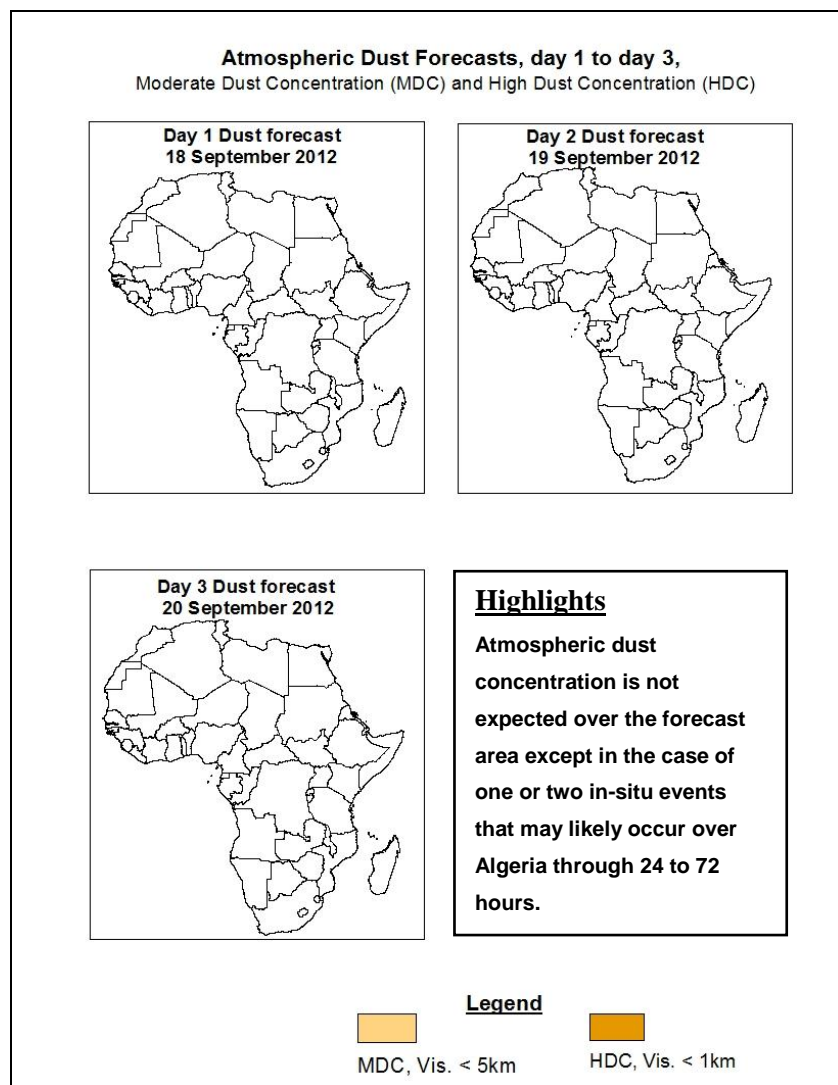 Atmospheric Dust Forecasts, day 1 to day 3,
Moderate Dust Concentration (MDC) and High Dust Concentration (HDC)
Day 1 Dust forecast
18 September 2012
Day 2 Dust forecast
19 September 2012
Day 3 Dust forecast
20 September 2012
Highlights
Atmospheric dust
concentration is not
expected over the forecast
area except in the case of
one or two in-situ events
that may likely occur over
Algeria through 24 to 72
hours.
Legend
MDC, Vis. < 5km
HDC, Vis. < 1km